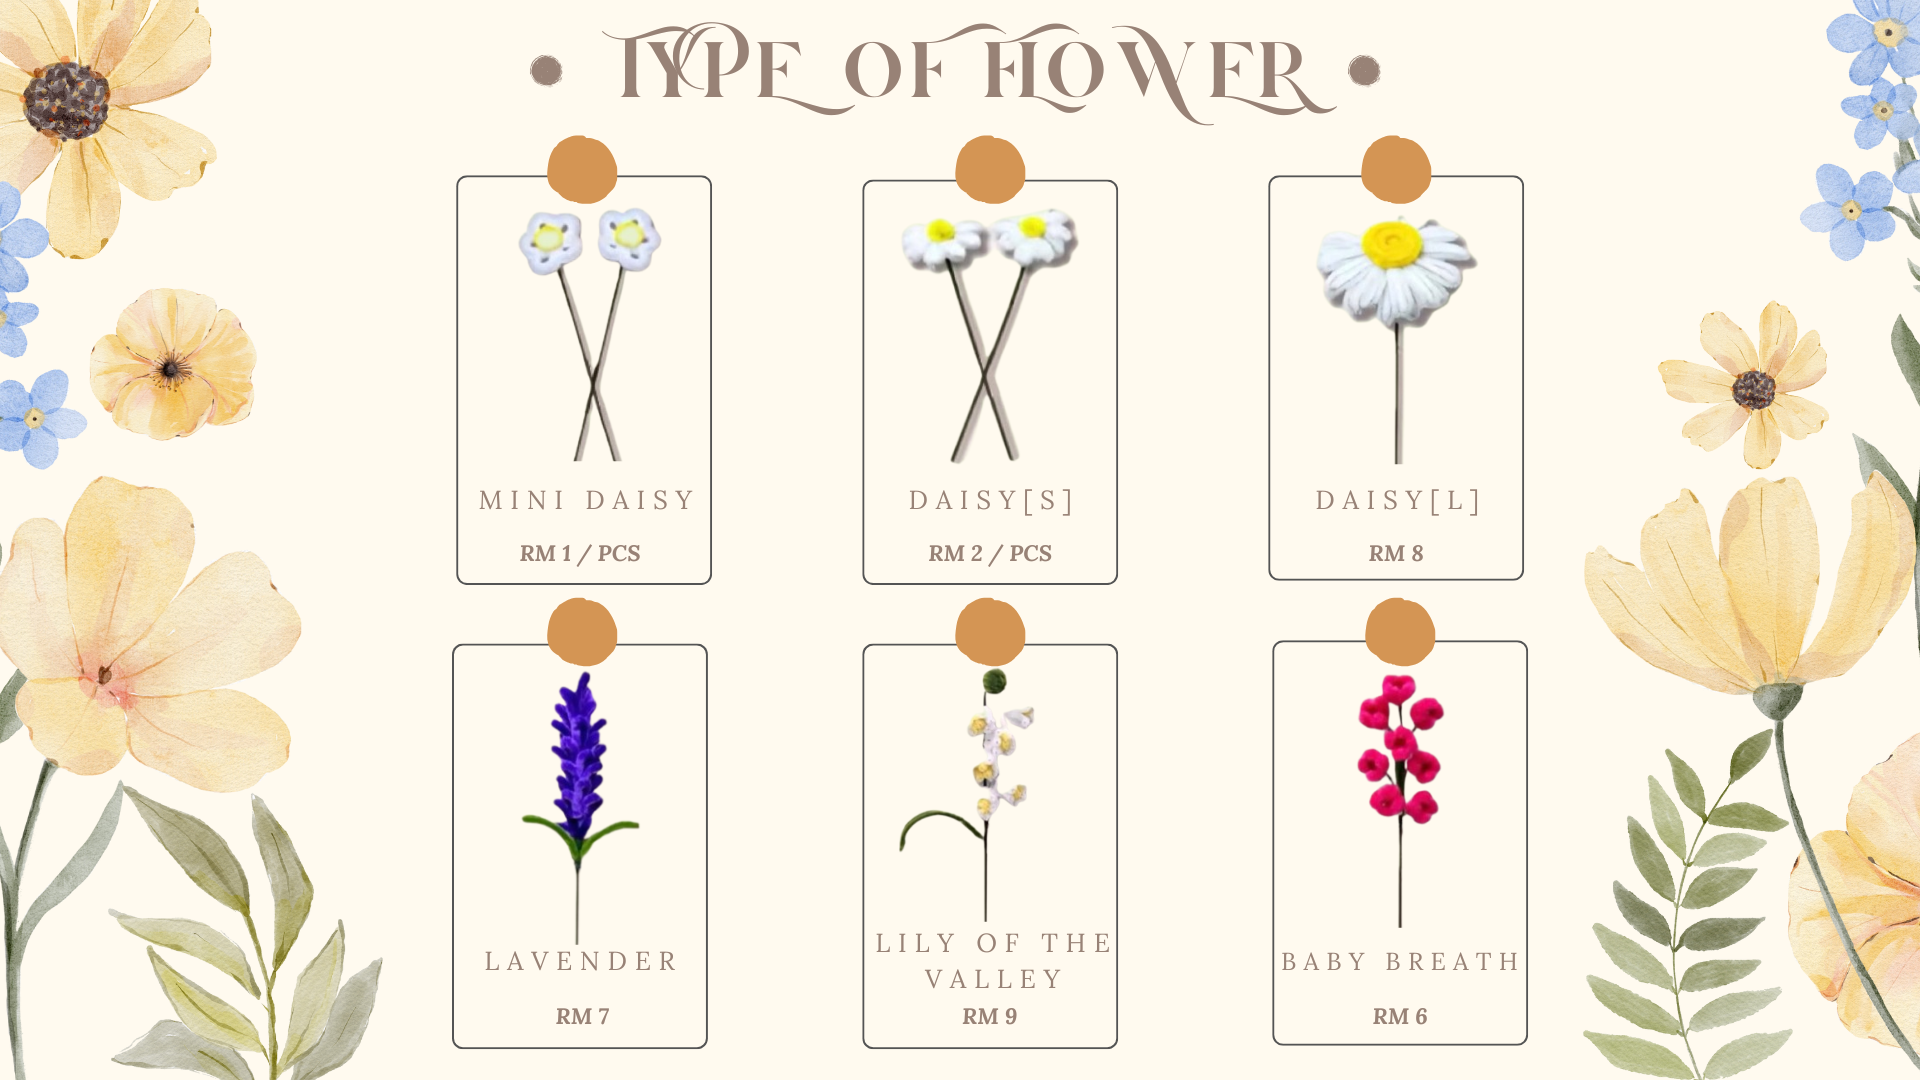 TYPE OF FLOWER
MINI DAISY
RM 1 / PCS
DAISY[S]
RM 2 / PCS
DAISY[L]
RM 8
LAVENDER
RM 7
LILY OF THE
VALLEY
RM 9
BABY BREATH
RM 6